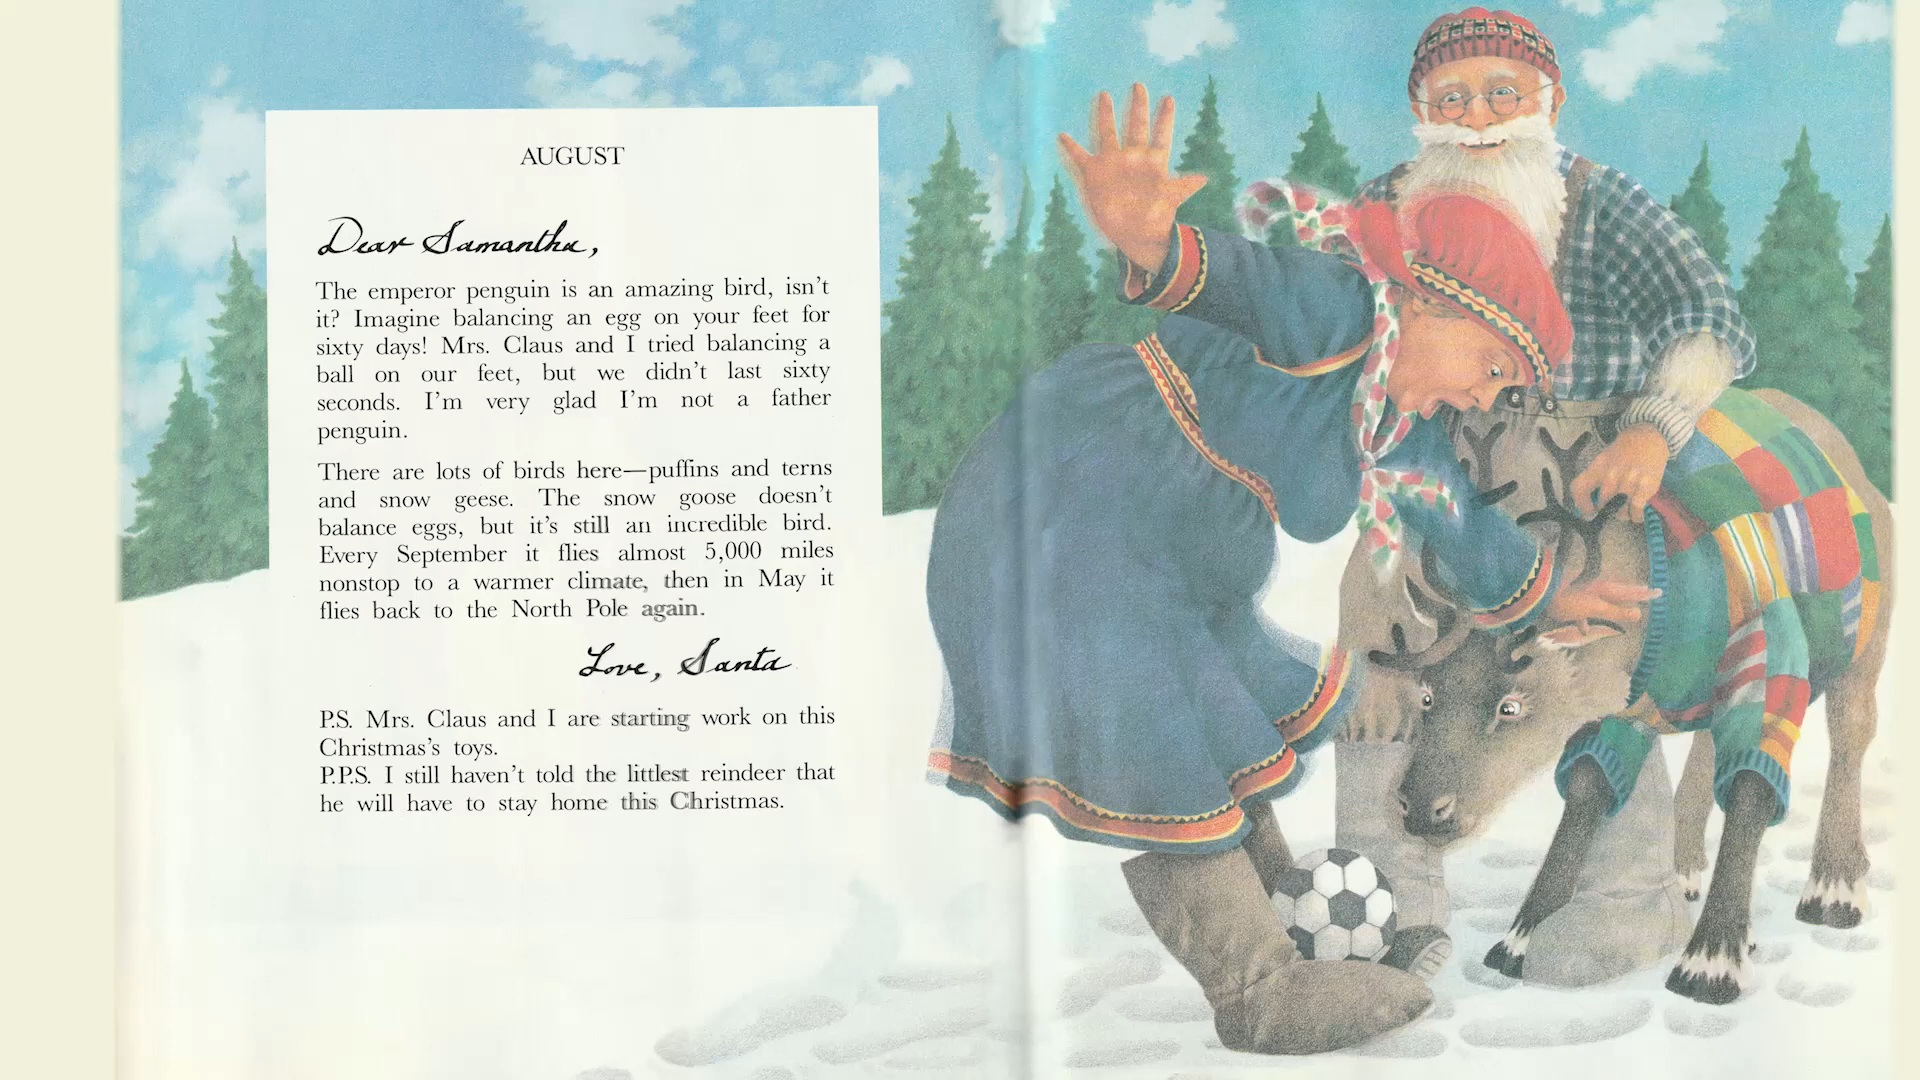 AUGUST
Dear Samantha,
The emperor penguin is an amazing bird, isn’t
it? Imagine balancing an egg on your feet for
sixty days! Mrs. Claus and I tried balancing a
ball on our feet, but we didn’t last sixty
seconds. I’m very glad I’m not a father
penguin.
There are lots of birds here—puffins and terns
and snow geese. The snow goose doesn’t
balance eggs, but it’s still an incredible bird.
Every September it flies almost 5,000 miles
nonstop to a warmer climate, then in May it
flies back to the North Pole again.
Love, Santa
P.S. Mrs. Claus and I are starting work on this
Christmas’s toys.
P.P.S. I still haven’t told the littlest reindeer that
he will have to stay home this Christmas.